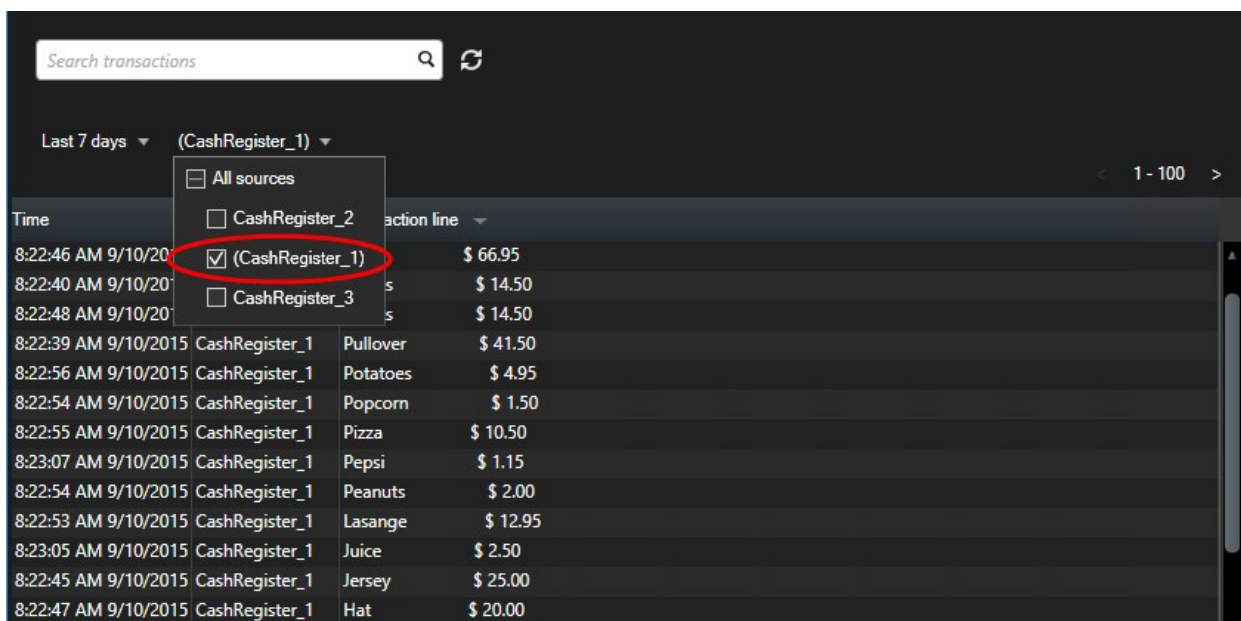 Search transactions
Last 7 days (CashRegister_1)
All sources
< 1 - 100 >
Time CashRegister_2 action line
8:22:46 AM 9/10/20 (CashRegister_1) $ 66.95
8:22:40 AM 9/10/20 s $ 14.50
CashRegister_3
8:22:48 AM 9/10/20 s $ 14.50
8:22:39 AM 9/10/2015 CashRegister_1 Pullover $ 41.50
8:22:56 AM 9/10/2015 CashRegister_1 Potatoes $ 4.95
8:22:54 AM 9/10/2015 CashRegister_1 Popcorn $ 1.50
8:22:55 AM 9/10/2015 CashRegister_1 Pizza $ 10.50
8:23:07 AM 9/10/2015 CashRegister_1 Pepsi $ 1.15
8:22:54 AM 9/10/2015 CashRegister_1 Peanuts $ 2.00
8:22:53 AM 9/10/2015 CashRegister_1 Lasange $ 12.95
8:23:05 AM 9/10/2015 CashRegister_1 Juice $ 2.50
8:22:45 AM 9/10/2015 CashRegister_1 Jersey $ 25.00
8:22:47 AM 9/10/2015 CashRegister_1 Hat $ 20.00